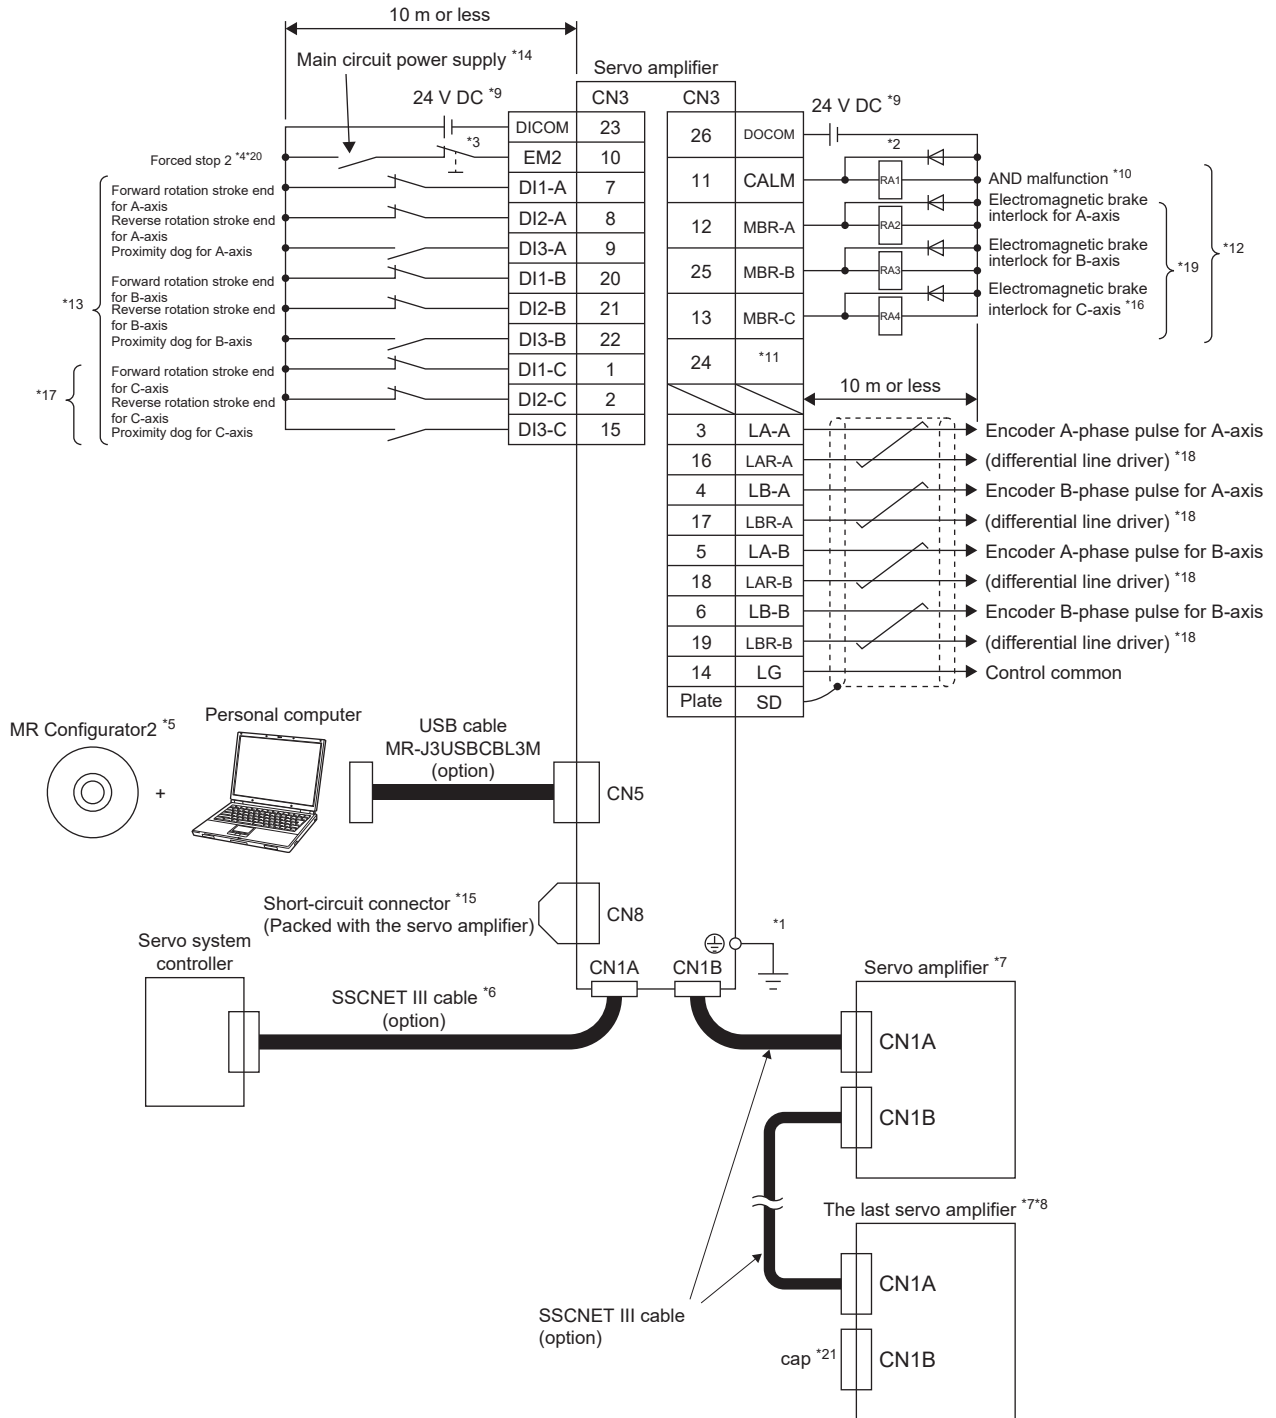 10 m or less
Main circuit power supply *14
Servo amplifier
24 V DC *9
CN3
CN3
24 V DC *9
DICOM 23
*3
Forced stop 2 *4*20
EM2 10
Forward rotation stroke end
for A-axis
DI1-A 7
Reverse rotation stroke end
for A-axis
DI2-A 8
Proximity dog for A-axis
DI3-A 9
Forward rotation stroke end
for B-axis
DI1-B 20
*13
Reverse rotation stroke end
for B-axis
DI2-B 21
Proximity dog for B-axis
DI3-B 22
*17
Forward rotation stroke end
for C-axis
DI1-C 1
Reverse rotation stroke end
for C-axis
DI2-C 2
Proximity dog for C-axis
DI3-C 15
26 DOCOM
*2
11 CALM
RA1
AND malfunction *10
12 MBR-A
RA2
Electromagnetic brake
interlock for A-axis
25 MBR-B
RA3
Electromagnetic brake
interlock for B-axis
13 MBR-C
RA4
Electromagnetic brake
interlock for C-axis *16
*19
*12
24 *11
10 m or less
3 LA-A Encoder A-phase pulse for A-axis
16 LAR-A (differential line driver) *18
4 LB-A Encoder B-phase pulse for A-axis
17 LBR-A (differential line driver) *18
5 LA-B Encoder A-phase pulse for B-axis
18 LAR-B (differential line driver) *18
6 LB-B Encoder B-phase pulse for B-axis
19 LBR-B (differential line driver) *18
14 LG Control common
Plate SD
MR Configurator2 *5
+
Personal computer
USB cable
MR-J3USBCBL3M
(option)
CN5
Short-circuit connector *15
(Packed with the servo amplifier)
CN8
*1
Servo system
controller
CN1A
CN1B
SSCNET III cable *6
(option)
Servo amplifier *7
CN1A
CN1B
The last servo amplifier *7*8
CN1A
SSCNET III cable
(option)
cap *21
CN1B